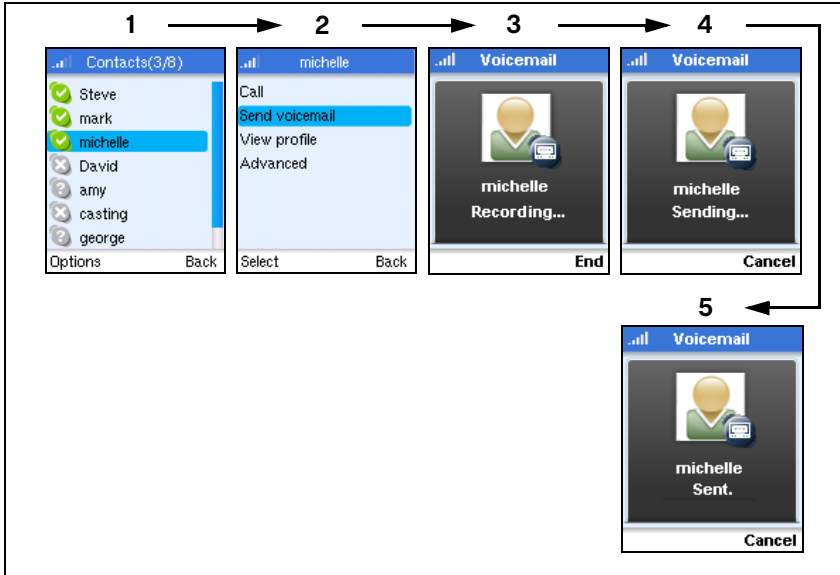 1
2
3
4
Contacts(3/8)
Steve
mark
michelle
David
amy
casting
george
Options Back
michelle
Call
Send voicemail
View profile
Advanced
Select Back
Voicemail
michelle
Recording...
End
Voicemail
michelle
Sending...
Cancel
5
Voicemail
michelle
Sent.
Cancel